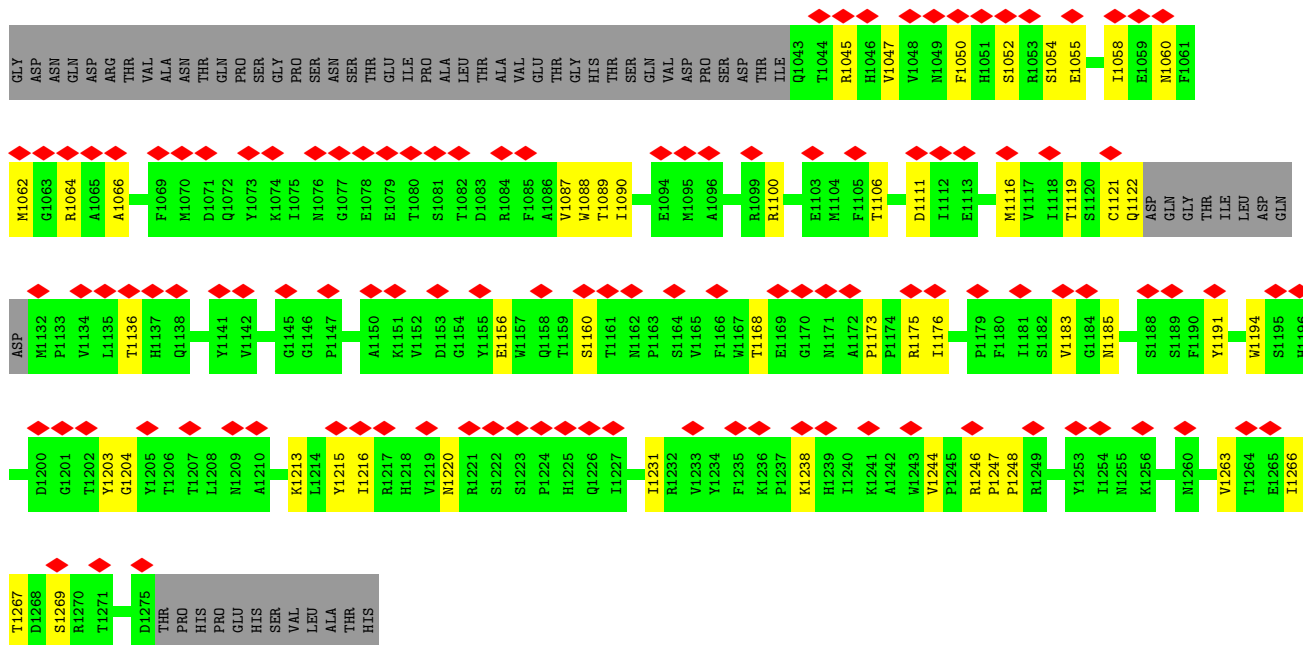 GLY ASP ASN GLN ASP ARG THR VAL ALA ASN THR GLN PRO SER GLY PRO SER ASN SER THR GLU ILE PRO ALA LEU THR ALA VAL GLU THR GLY HIS THR SER GLN VAL ASP PRO SER ASP THR ILE Q1043 T1044 R1045 H1046 V1047 V1048 N1049 F1050 H1051 S1052 R1053 S1054 E1055 I1058 E1059 N1060 F1061
M1062 G1063 R1064 A1065 A1066 F1069 M1070 D1071 Q1072 Y1073 K1074 I1075 N1076 G1077 E1078 E1079 T1080 S1081 T1082 D1083 R1084 F1085 A1086 V1087 W1088 T1089 I1090 E1094 M1095 A1096 R1099 R1100 E1103 M1104 F1105 T1106 D1111 I1112 E1113 M1116 V1117 I1118 T1119 S1120 C1121 Q1122 ASP GLN GLY THR ILE LEU ASP GLN
ASP M1132 P1133 V1134 L1135 T1136 H1137 Q1138 Y1141 V1142 G1145 G1146 P1147 A1150 K1151 V1152 D1153 G1154 Y1155 E1156 W1157 Q1158 T1159 S1160 T1161 N1162 P1163 S1164 V1165 F1166 W1167 T1168 E1169 G1170 N1171 A1172 P1173 P1174 R1175 I1176 P1179 F1180 I1181 S1182 V1183 G1184 N1185 S1188 S1189 F1190 Y1191 W1194 S1195 H1196
D1200 G1201 T1202 Y1203 G1204 Y1205 T1206 T1207 L1208 N1209 A1210 K1213 L1214 Y1215 I1216 R1217 H1218 V1219 N1220 R1221 S1222 S1223 P1224 H1225 Q1226 I1227 I1231 R1232 V1233 Y1234 F1235 K1236 P1237 K1238 H1239 I1240 K1241 A1242 W1243 V1244 P1245 R1246 P1247 P1248 R1249 Y1253 I1254 N1255 K1256 N1260 V1263 T1264 E1265 I1266
T1267 D1268 S1269 R1270 T1271 D1275 THR PRO HIS PRO GLU HIS SER VAL LEU ALA THR HIS